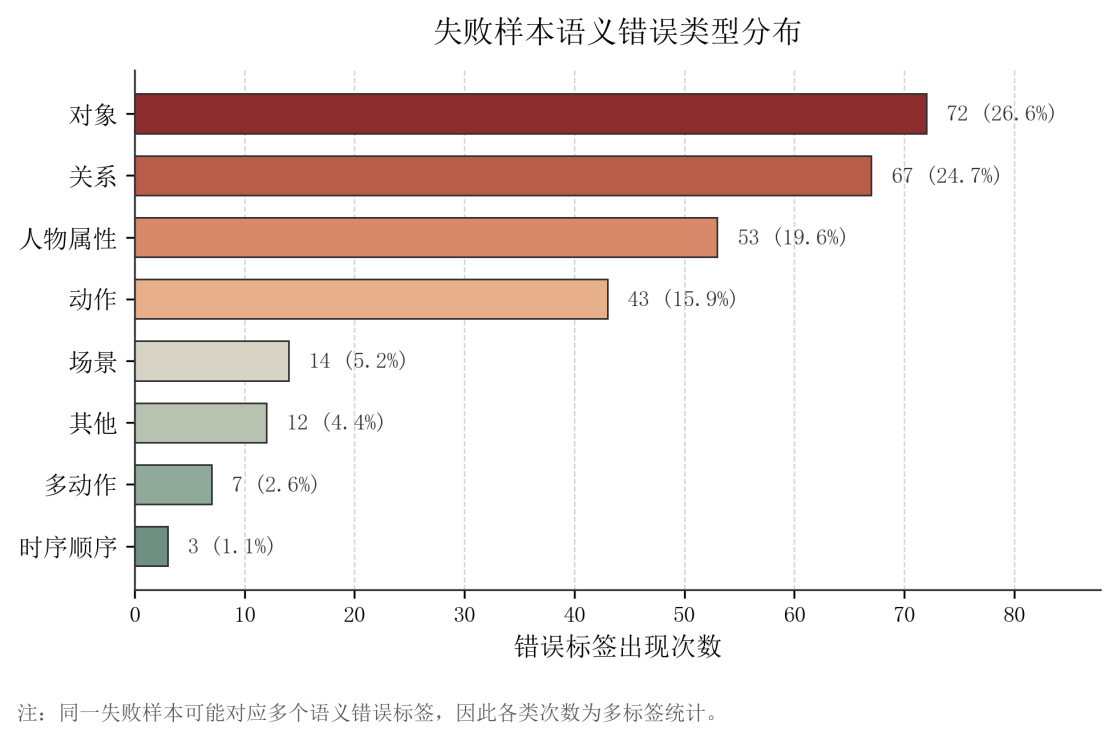 失败样本语义错误类型分布
对象 72 (26.6%)
关系 67 (24.7%)
人物属性 53 (19.6%)
动作 43 (15.9%)
场景 14 (5.2%)
其他 12 (4.4%)
多动作 7 (2.6%)
时序顺序 3 (1.1%)
0 10 20 30 40 50 60 70 80
错误标签出现次数
注：同一失败样本可能对应多个语义错误标签，因此各类次数为多标签统计。